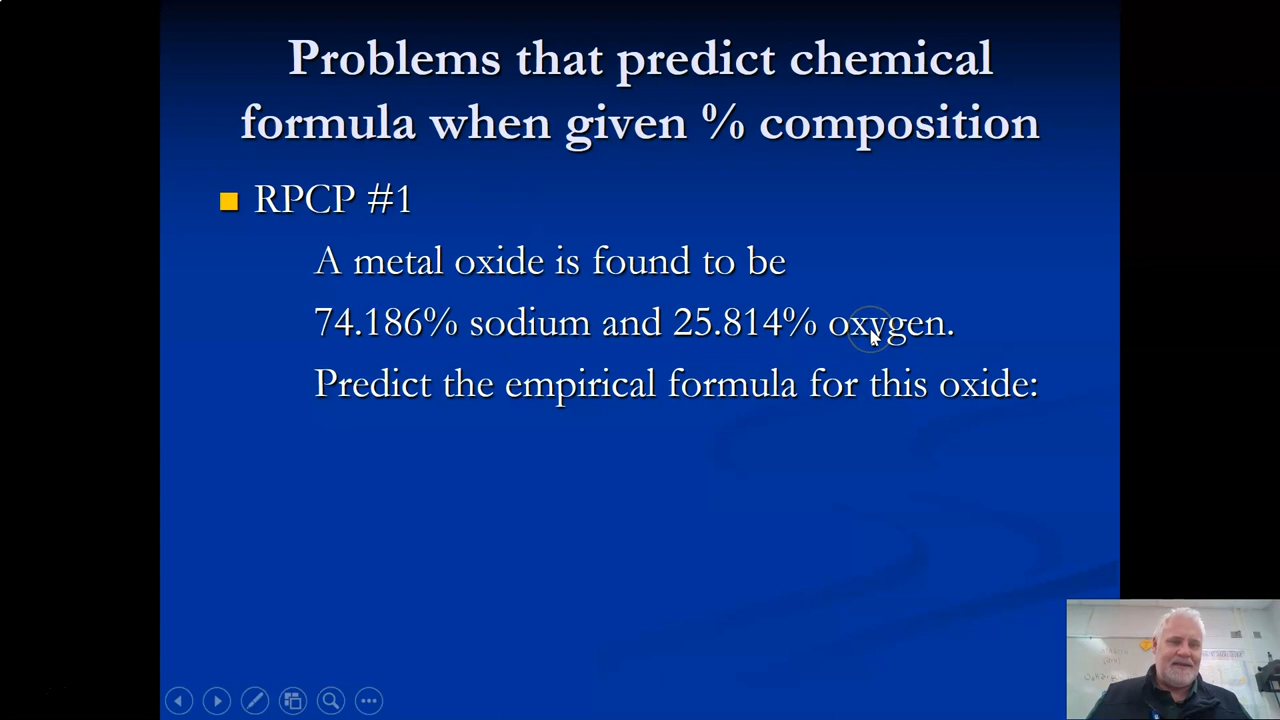 Problems that predict chemical
formula when given % composition
RPCP #1
A metal oxide is found to be
74.186% sodium and 25.814% oxygen.
Predict the empirical formula for this oxide: